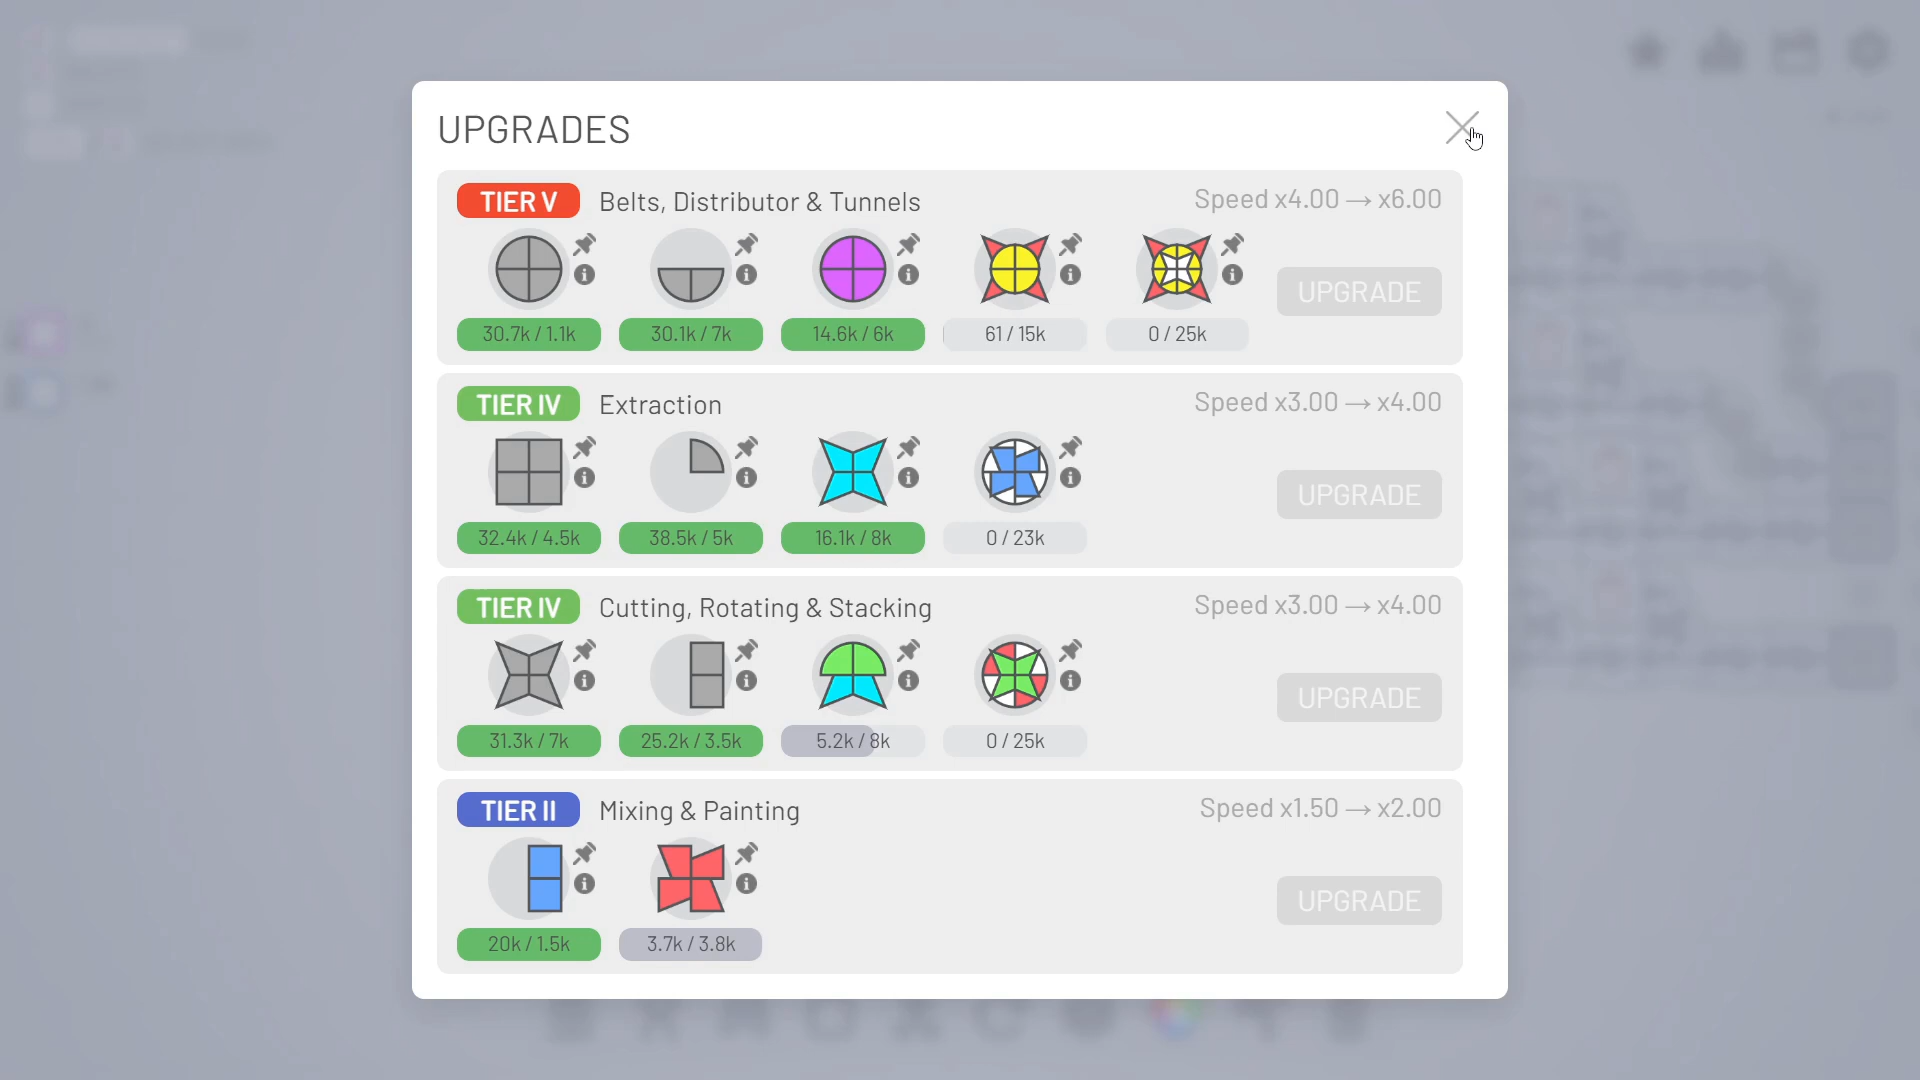 UPGRADES
TIER V Belts, Distributor & Tunnels Speed x4.00 → x6.00
UPGRADE
30.7k / 1.1k 30.1k / 7k 14.6k / 6k 61 / 15k 0 / 25k
TIER IV Extraction Speed x3.00 → x4.00
UPGRADE
32.4k / 4.5k 38.5k / 5k 16.1k / 8k 0 / 23k
TIER IV Cutting, Rotating & Stacking Speed x3.00 → x4.00
UPGRADE
31.3k / 7k 25.2k / 3.5k 5.2k / 8k 0 / 25k
TIER II Mixing & Painting Speed x1.50 → x2.00
UPGRADE
20k / 1.5k 3.7k / 3.8k